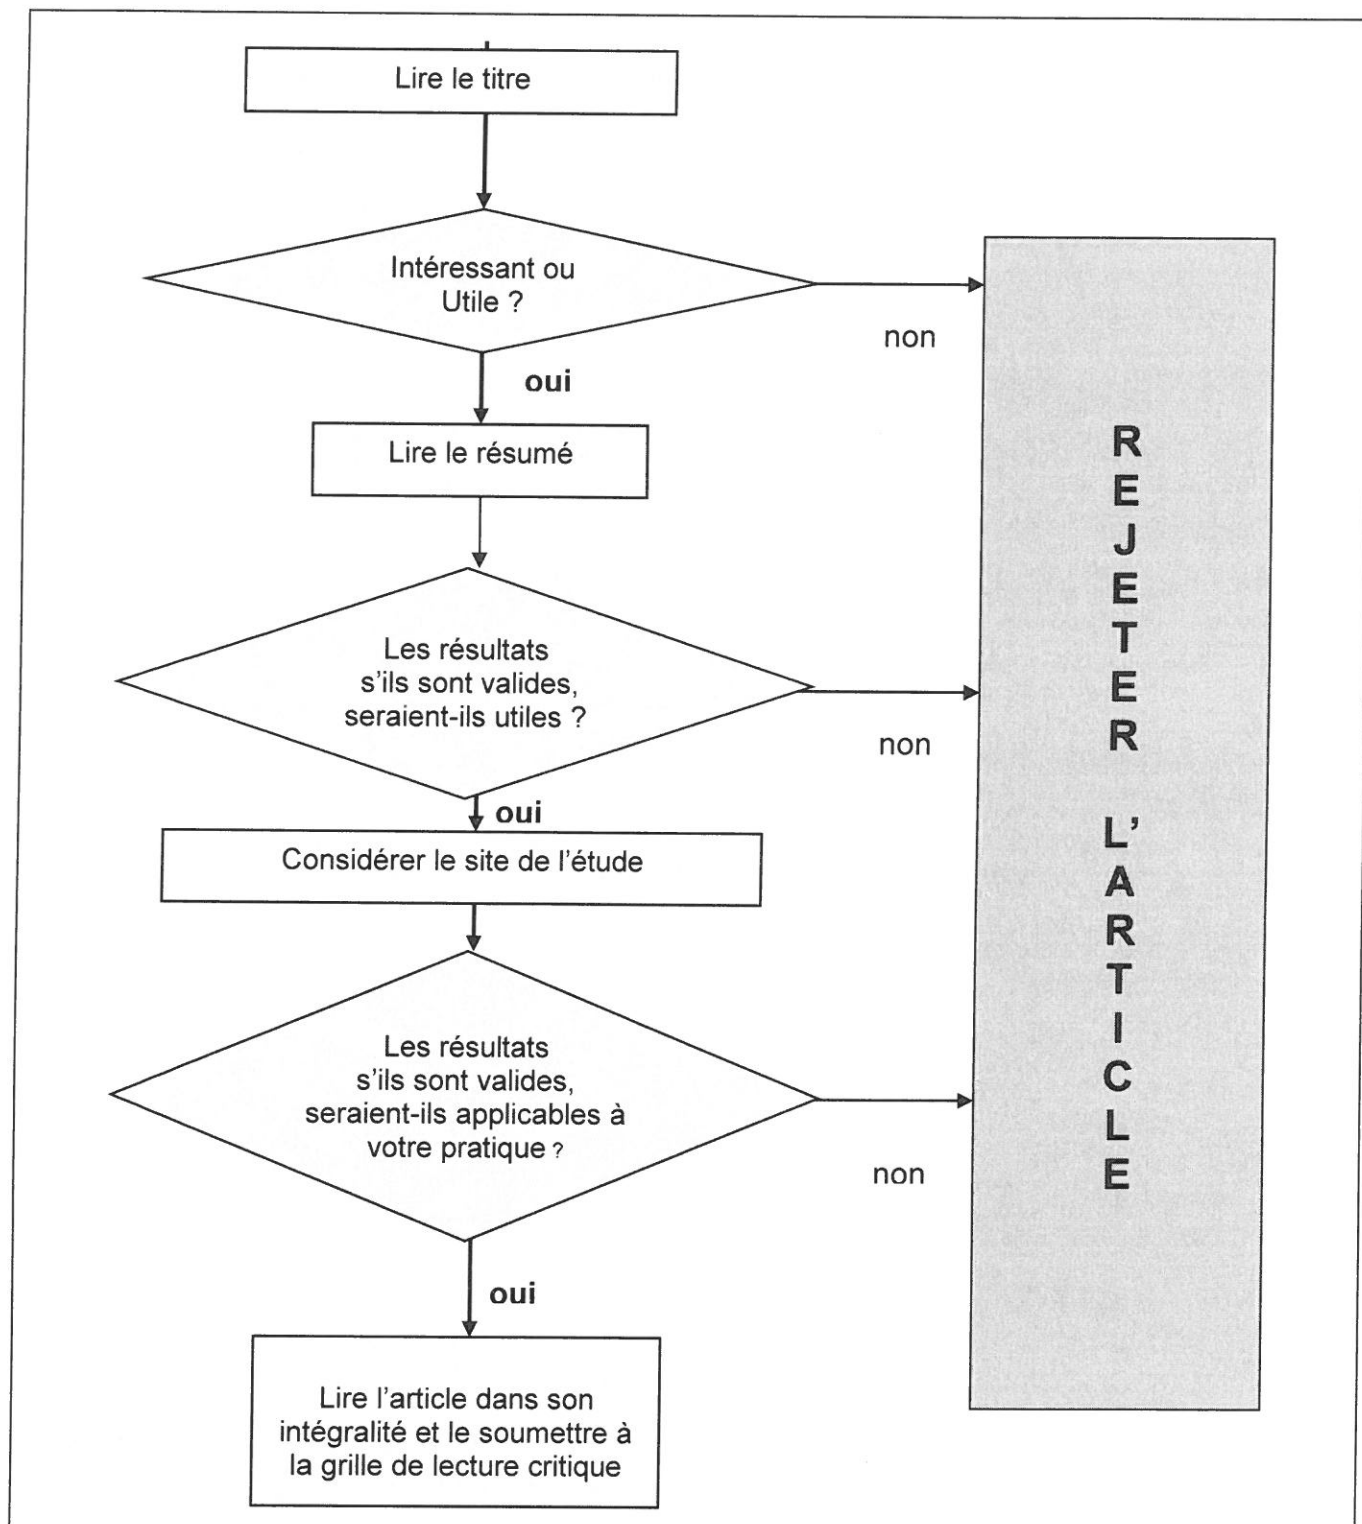 Lire le titre
Intéressant ou
Utile ?
non
oui
Lire le résumé
Les résultats
s'ils sont valides,
seraient-ils utiles ?
non
oui
Considérer le site de l'étude
Les résultats
s'ils sont valides,
seraient-ils applicables à
votre pratique ?
non
oui
Lire l'article dans son
intégralité et le soumettre à
la grille de lecture critique
R
E
J
E
T
E
R
L'
A
R
T
I
C
L
E